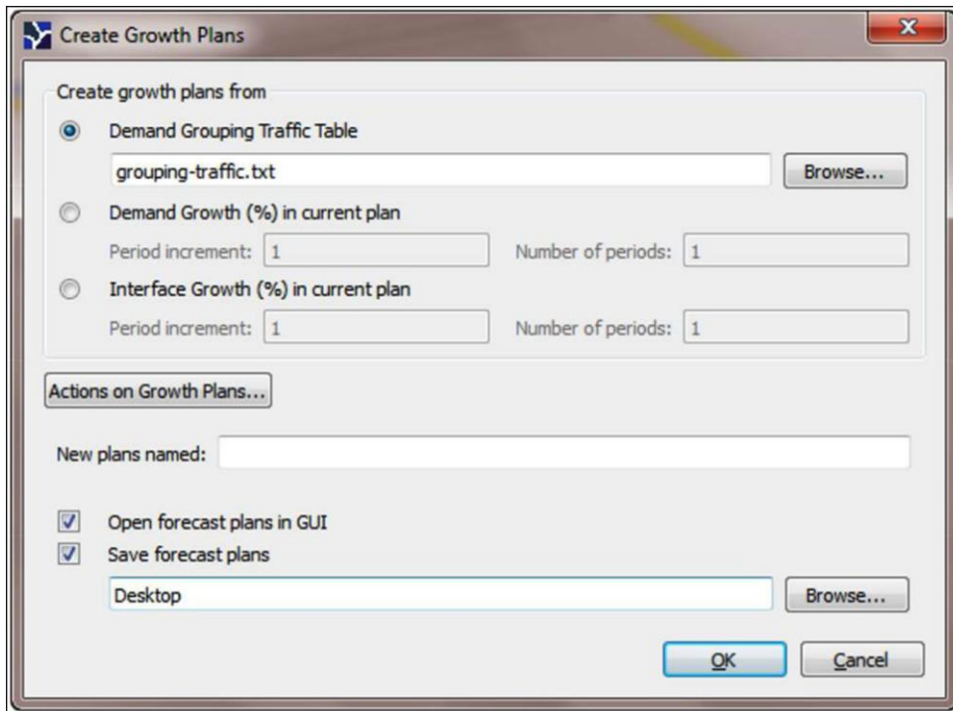 Create Growth Plans
Create growth plans from
Demand Grouping Traffic Table
grouping-traffic.txt Browse...
Demand Growth (%) in current plan
Period increment: 1 Number of periods: 1
Interface Growth (%) in current plan
Period increment: 1 Number of periods: 1
Actions on Growth Plans...
New plans named:
Open forecast plans in GUI
Save forecast plans
Desktop Browse...
OK Cancel